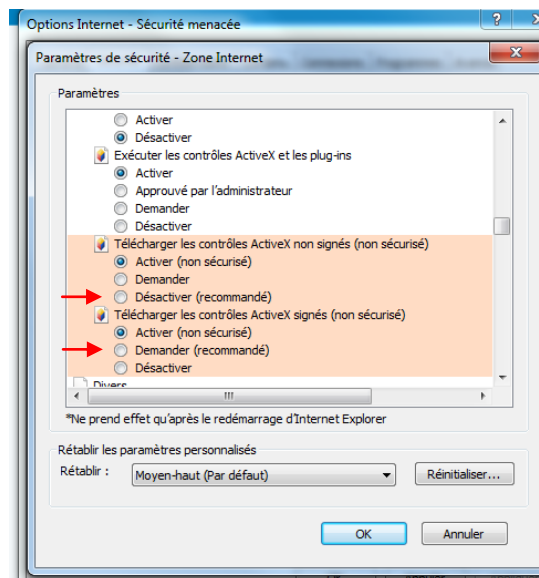 Options Internet - Sécurité menacée
Paramètres de sécurité - Zone Internet
Paramètres
Activer
Désactiver
Exécuter les contrôles ActiveX et les plug-ins
Activer
Approuvé par l'administrateur
Demander
Désactiver
Télécharger les contrôles ActiveX non signés (non sécurisé)
Activer (non sécurisé)
Demander
Désactiver (recommandé)
Télécharger les contrôles ActiveX signés (non sécurisé)
Activer (non sécurisé)
Demander (recommandé)
Désactiver
Divers
*Ne prend effet qu'après le redémarrage d'Internet Explorer
Rétablir les paramètres personnalisés
Rétablir : Moyen-haut (Par défaut) Réinitialiser...
OK Annuler